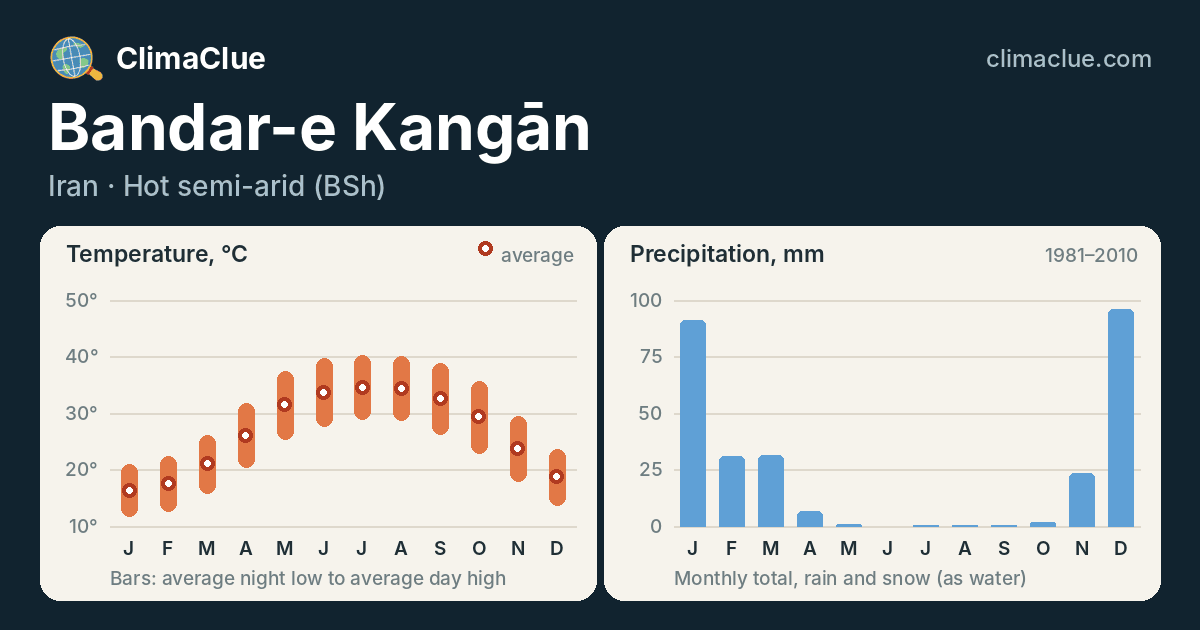 ClimaClue
climaclue.com
Bandar-e Kangān
Iran · Hot semi-arid (BSh)
Temperature, °C
average
50°
40°
30°
20°
10°
J F M A M J J A S O N D
Bars: average night low to average day high
Precipitation, mm
1981–2010
100
75
50
25
0
J F M A M J J A S O N D
Monthly total, rain and snow (as water)